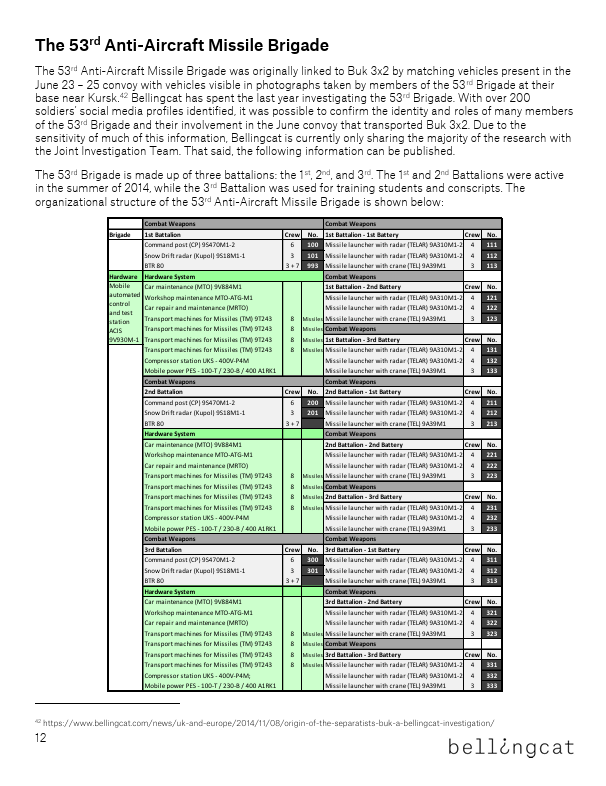 The 53rd Anti-Aircraft Missile Brigade
The 53rd Anti-Aircraft Missile Brigade was originally linked to Buk 3x2 by matching vehicles present in the
June 23 – 25 convoy with vehicles visible in photographs taken by members of the 53rd Brigade at their
base near Kursk.42 Bellingcat has spent the last year investigating the 53rd Brigade. With over 200
soldiers' social media profiles identified, it was possible to confirm the identity and roles of many members
of the 53rd Brigade and their involvement in the June convoy that transported Buk 3x2. Due to the
sensitivity of much of this information, Bellingcat is currently only sharing the majority of the research with
the Joint Investigation Team. That said, the following information can be published.
The 53rd Brigade is made up of three battalions: the 1st, 2nd, and 3rd. The 1st and 2nd Battalions were active
in the summer of 2014, while the 3rd Battalion was used for training students and conscripts. The
organizational structure of the 53rd Anti-Aircraft Missile Brigade is shown below:
Combat Weapons Combat Weapons
Brigade 1st Battalion Crew No. 1st Battalion - 1st Battery Crew No.
Command post (CP) 9S470M1-2 6 100 Missile launcher with radar (TELAR) 9A310M1-2 4 111
Snow Drift radar (Kupol) 9S18M1-1 3 101 Missile launcher with radar (TELAR) 9A310M1-2 4 112
BTR 80 3 + 7 993 Missile launcher with crane (TEL) 9A39M1 3 113
Hardware Hardware System Combat Weapons
Mobile Car maintenance (MTO) 9V884M1 1st Battalion - 2nd Battery Crew No.
automated Workshop maintenance MTO-ATG-M1 Missile launcher with radar (TELAR) 9A310M1-2 4 121
control Car repair and maintenance (MRTO) Missile launcher with radar (TELAR) 9A310M1-2 4 122
and test Transport machines for Missiles (TM) 9T243 8 Missiles Missile launcher with crane (TEL) 9A39M1 3 123
station Transport machines for Missiles (TM) 9T243 8 Missiles Combat Weapons
ACIS Transport machines for Missiles (TM) 9T243 8 Missiles 1st Battalion - 3rd Battery Crew No.
9V930M-1 Transport machines for Missiles (TM) 9T243 8 Missiles Missile launcher with radar (TELAR) 9A310M1-2 4 131
Compressor station UKS - 400V-P4M Missile launcher with radar (TELAR) 9A310M1-2 4 132
Mobile power PES - 100-T / 230-B / 400 A1RK1 Missile launcher with crane (TEL) 9A39M1 3 133
Combat Weapons Combat Weapons
2nd Battalion Crew No. 2nd Battalion - 1st Battery Crew No.
Command post (CP) 9S470M1-2 6 200 Missile launcher with radar (TELAR) 9A310M1-2 4 211
Snow Drift radar (Kupol) 9S18M1-1 3 201 Missile launcher with radar (TELAR) 9A310M1-2 4 212
BTR 80 3 + 7 Missile launcher with crane (TEL) 9A39M1 3 213
Hardware System Combat Weapons
Car maintenance (MTO) 9V884M1 2nd Battalion - 2nd Battery Crew No.
Workshop maintenance MTO-ATG-M1 Missile launcher with radar (TELAR) 9A310M1-2 4 221
Car repair and maintenance (MRTO) Missile launcher with radar (TELAR) 9A310M1-2 4 222
Transport machines for Missiles (TM) 9T243 8 Missiles Missile launcher with crane (TEL) 9A39M1 3 223
Transport machines for Missiles (TM) 9T243 8 Missiles Combat Weapons
Transport machines for Missiles (TM) 9T243 8 Missiles 2nd Battalion - 3rd Battery Crew No.
Transport machines for Missiles (TM) 9T243 8 Missiles Missile launcher with radar (TELAR) 9A310M1-2 4 231
Compressor station UKS - 400V-P4M Missile launcher with radar (TELAR) 9A310M1-2 4 232
Mobile power PES - 100-T / 230-B / 400 A1RK1 Missile launcher with crane (TEL) 9A39M1 3 233
Combat Weapons Combat Weapons
3rd Battalion Crew No. 3rd Battalion - 1st Battery Crew No.
Command post (CP) 9S470M1-2 6 300 Missile launcher with radar (TELAR) 9A310M1-2 4 311
Snow Drift radar (Kupol) 9S18M1-1 3 301 Missile launcher with radar (TELAR) 9A310M1-2 4 312
BTR 80 3 + 7 Missile launcher with crane (TEL) 9A39M1 3 313
Hardware System Combat Weapons
Car maintenance (MTO) 9V884M1 3rd Battalion - 2nd Battery Crew No.
Workshop maintenance MTO-ATG-M1 Missile launcher with radar (TELAR) 9A310M1-2 4 321
Car repair and maintenance (MRTO) Missile launcher with radar (TELAR) 9A310M1-2 4 322
Transport machines for Missiles (TM) 9T243 8 Missiles Missile launcher with crane (TEL) 9A39M1 3 323
Transport machines for Missiles (TM) 9T243 8 Missiles Combat Weapons
Transport machines for Missiles (TM) 9T243 8 Missiles 3rd Battalion - 3rd Battery Crew No.
Transport machines for Missiles (TM) 9T243 8 Missiles Missile launcher with radar (TELAR) 9A310M1-2 4 331
Compressor station UKS - 400V-P4M; Missile launcher with radar (TELAR) 9A310M1-2 4 332
Mobile power PES - 100-T / 230-B / 400 A1RK1 Missile launcher with crane (TEL) 9A39M1 3 333
42 https://www.bellingcat.com/news/uk-and-europe/2014/11/08/origin-of-the-separatists-buk-a-bellingcat-investigation/
12
bellingcat